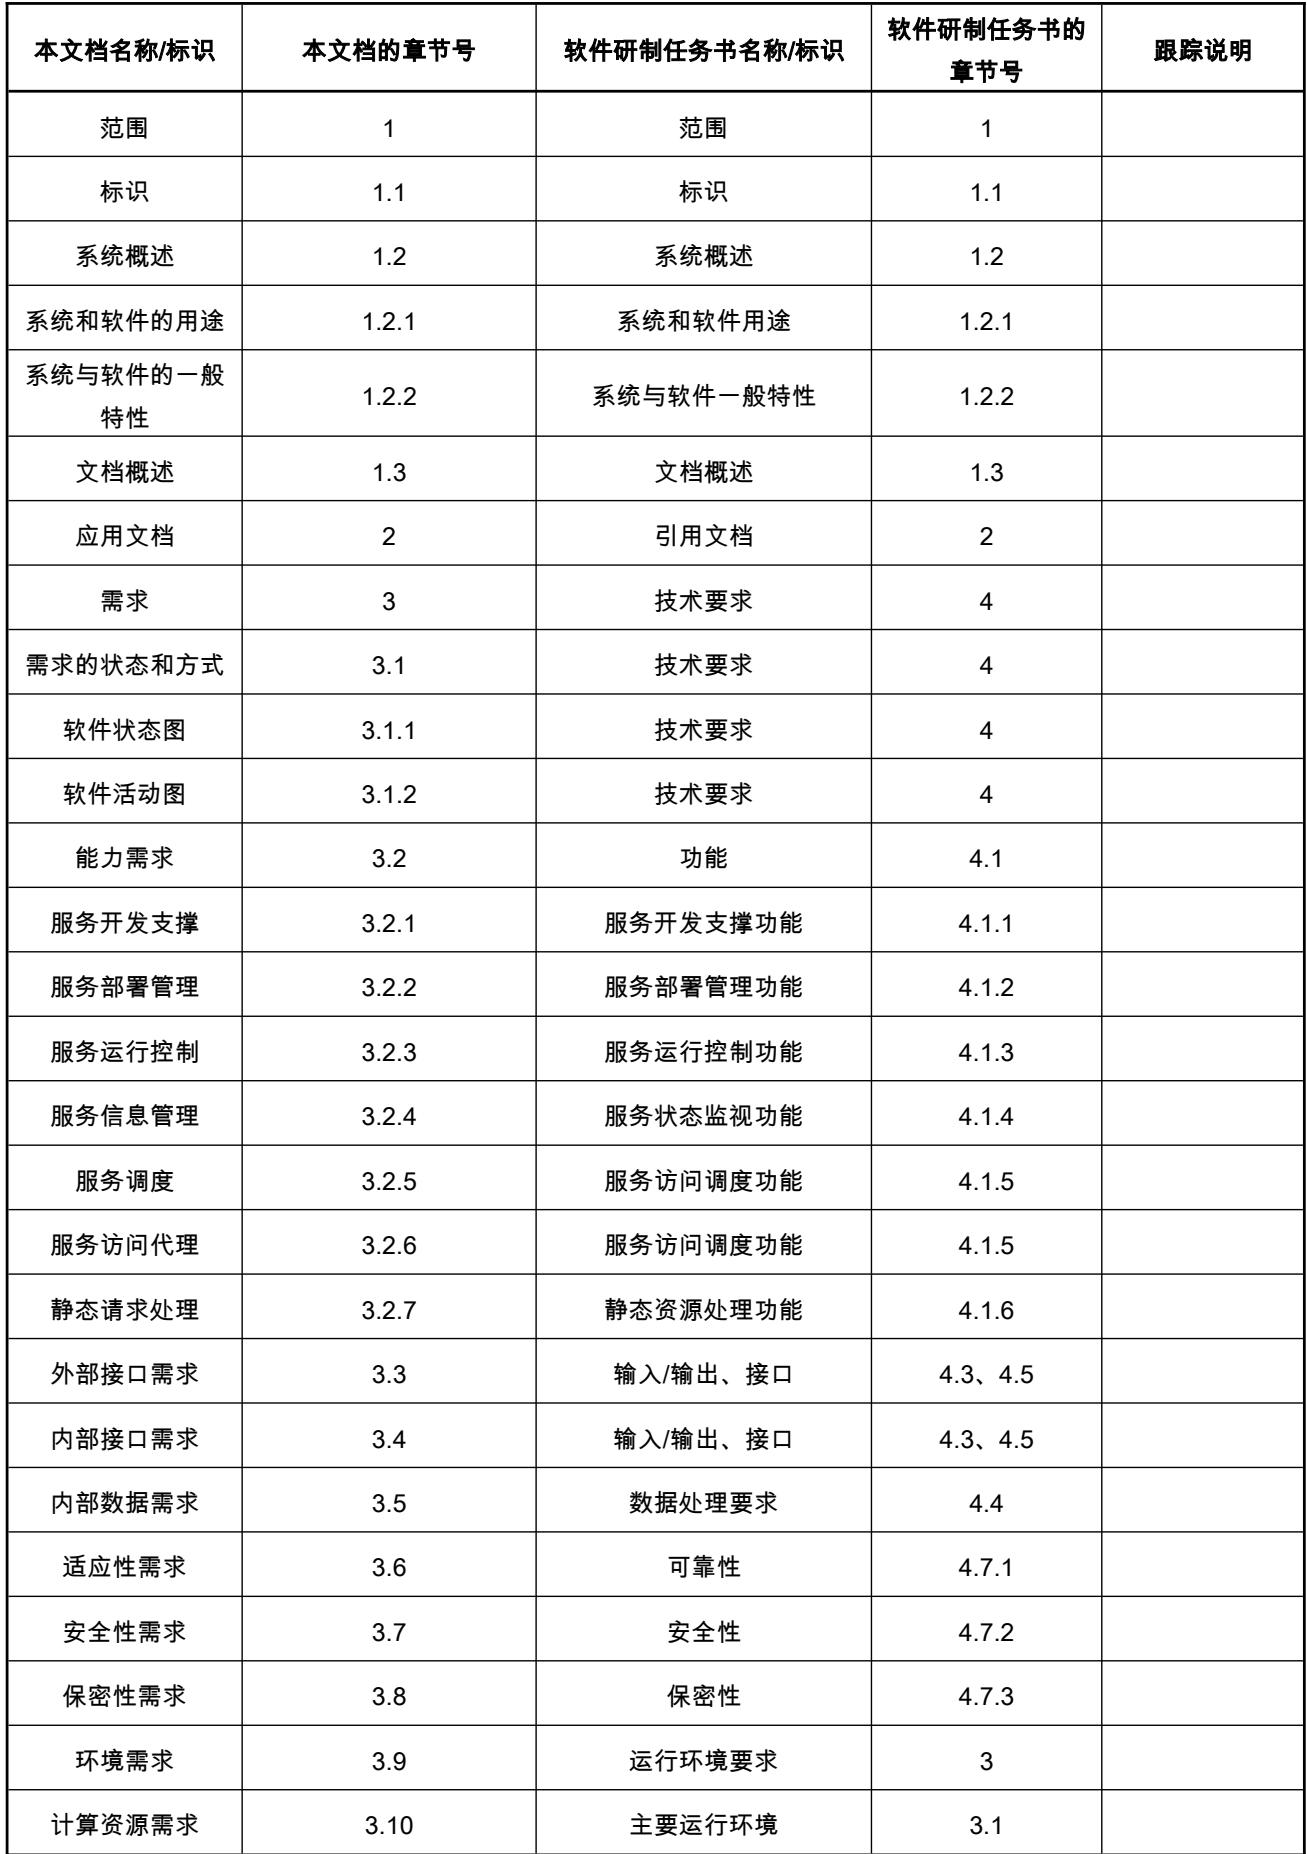 本文档名称/标识 本文档的章节号 软件研制任务书名称/标识 软件研制任务书的章节号 跟踪说明
范围 1 范围 1
标识 1.1 标识 1.1
系统概述 1.2 系统概述 1.2
系统和软件的用途 1.2.1 系统和软件用途 1.2.1
系统与软件的一般特性 1.2.2 系统与软件一般特性 1.2.2
文档概述 1.3 文档概述 1.3
应用文档 2 引用文档 2
需求 3 技术要求 4
需求的状态和方式 3.1 技术要求 4
软件状态图 3.1.1 技术要求 4
软件活动图 3.1.2 技术要求 4
能力需求 3.2 功能 4.1
服务开发支撑 3.2.1 服务开发支撑功能 4.1.1
服务部署管理 3.2.2 服务部署管理功能 4.1.2
服务运行控制 3.2.3 服务运行控制功能 4.1.3
服务信息管理 3.2.4 服务状态监视功能 4.1.4
服务调度 3.2.5 服务访问调度功能 4.1.5
服务访问代理 3.2.6 服务访问调度功能 4.1.5
静态请求处理 3.2.7 静态资源处理功能 4.1.6
外部接口需求 3.3 输入/输出、接口 4.3、4.5
内部接口需求 3.4 输入/输出、接口 4.3、4.5
内部数据需求 3.5 数据处理要求 4.4
适应性需求 3.6 可靠性 4.7.1
安全性需求 3.7 安全性 4.7.2
保密性需求 3.8 保密性 4.7.3
环境需求 3.9 运行环境要求 3
计算资源需求 3.10 主要运行环境 3.1